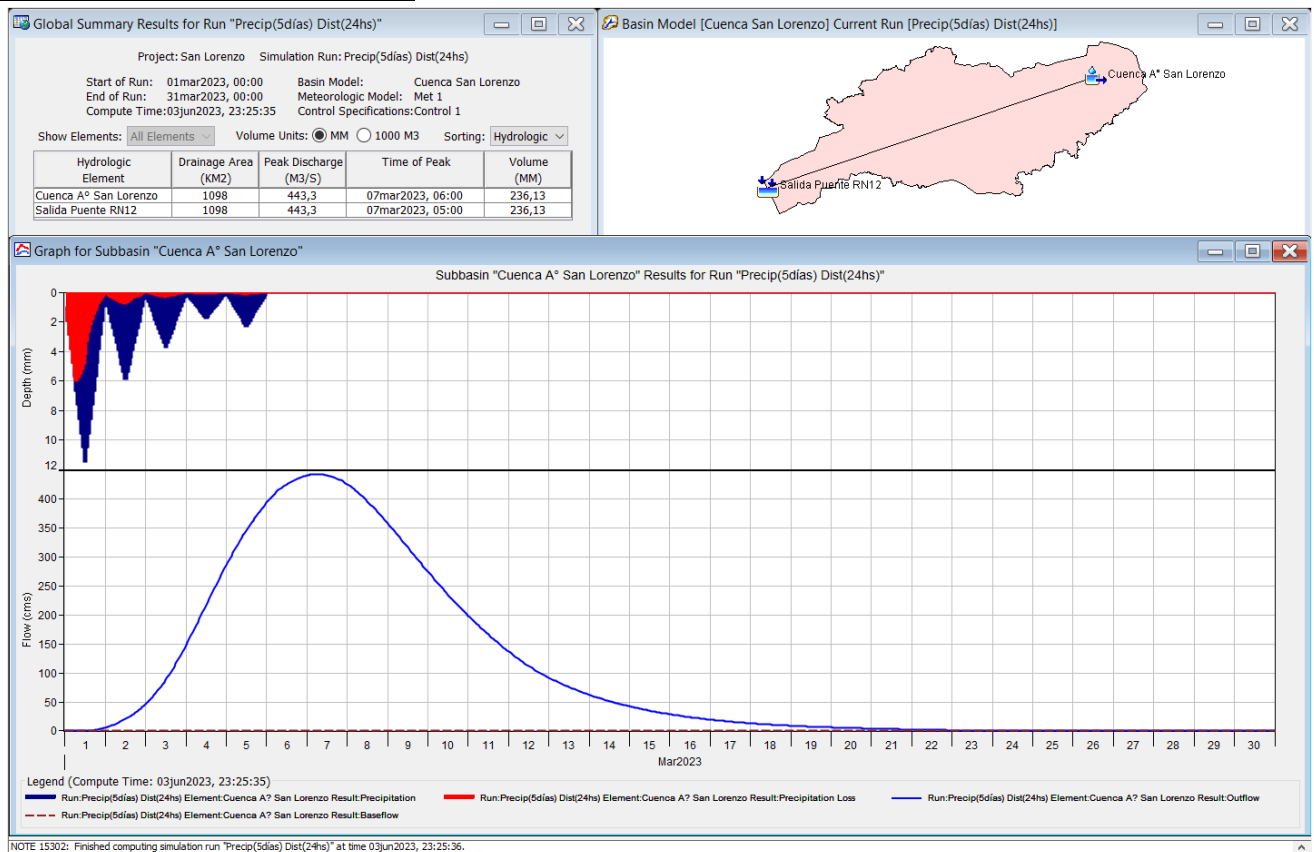 Global Summary Results for Run "Precip(5días) Dist(24hs)"
Project: San Lorenzo Simulation Run: Precip(5días) Dist(24hs)
Start of Run: 01mar2023, 00:00 Basin Model: Cuenca San Lorenzo
End of Run: 31mar2023, 00:00 Meteorologic Model: Met 1
Compute Time:03jun2023, 23:25:35 Control Specifications:Control 1
Show Elements: All Elements Volume Units: MM 1000 M3 Sorting: Hydrologic
Hydrologic Drainage Area Peak Discharge Time of Peak Volume
Element (KM2) (M3/S) (MM)
Cuenca A° San Lorenzo 1098 443,3 07mar2023, 06:00 236,13
Salida Puente RN12 1098 443,3 07mar2023, 05:00 236,13
Basin Model [Cuenca San Lorenzo] Current Run [Precip(5días) Dist(24hs)]
Cuenca A° San Lorenzo
Salida Puente RN12
Graph for Subbasin "Cuenca A° San Lorenzo"
Subbasin "Cuenca A° San Lorenzo" Results for Run "Precip(5días) Dist(24hs)"
Depth (mm)
0
2
4
6
8
10
12
Flow (cms)
400
350
300
250
200
150
100
50
0
1 2 3 4 5 6 7 8 9 10 11 12 13 14 15 16 17 18 19 20 21 22 23 24 25 26 27 28 29 30
Mar2023
Legend (Compute Time: 03jun2023, 23:25:35)
Run:Precip(5días) Dist(24hs) Element:Cuenca A? San Lorenzo Result:Precipitation
Run:Precip(5días) Dist(24hs) Element:Cuenca A? San Lorenzo Result:Precipitation Loss
Run:Precip(5días) Dist(24hs) Element:Cuenca A? San Lorenzo Result:Outflow
Run:Precip(5días) Dist(24hs) Element:Cuenca A? San Lorenzo Result:Baseflow
NOTE 15302: Finished computing simulation run "Precip(5días) Dist(24hs)" at time 03jun2023, 23:25:36.